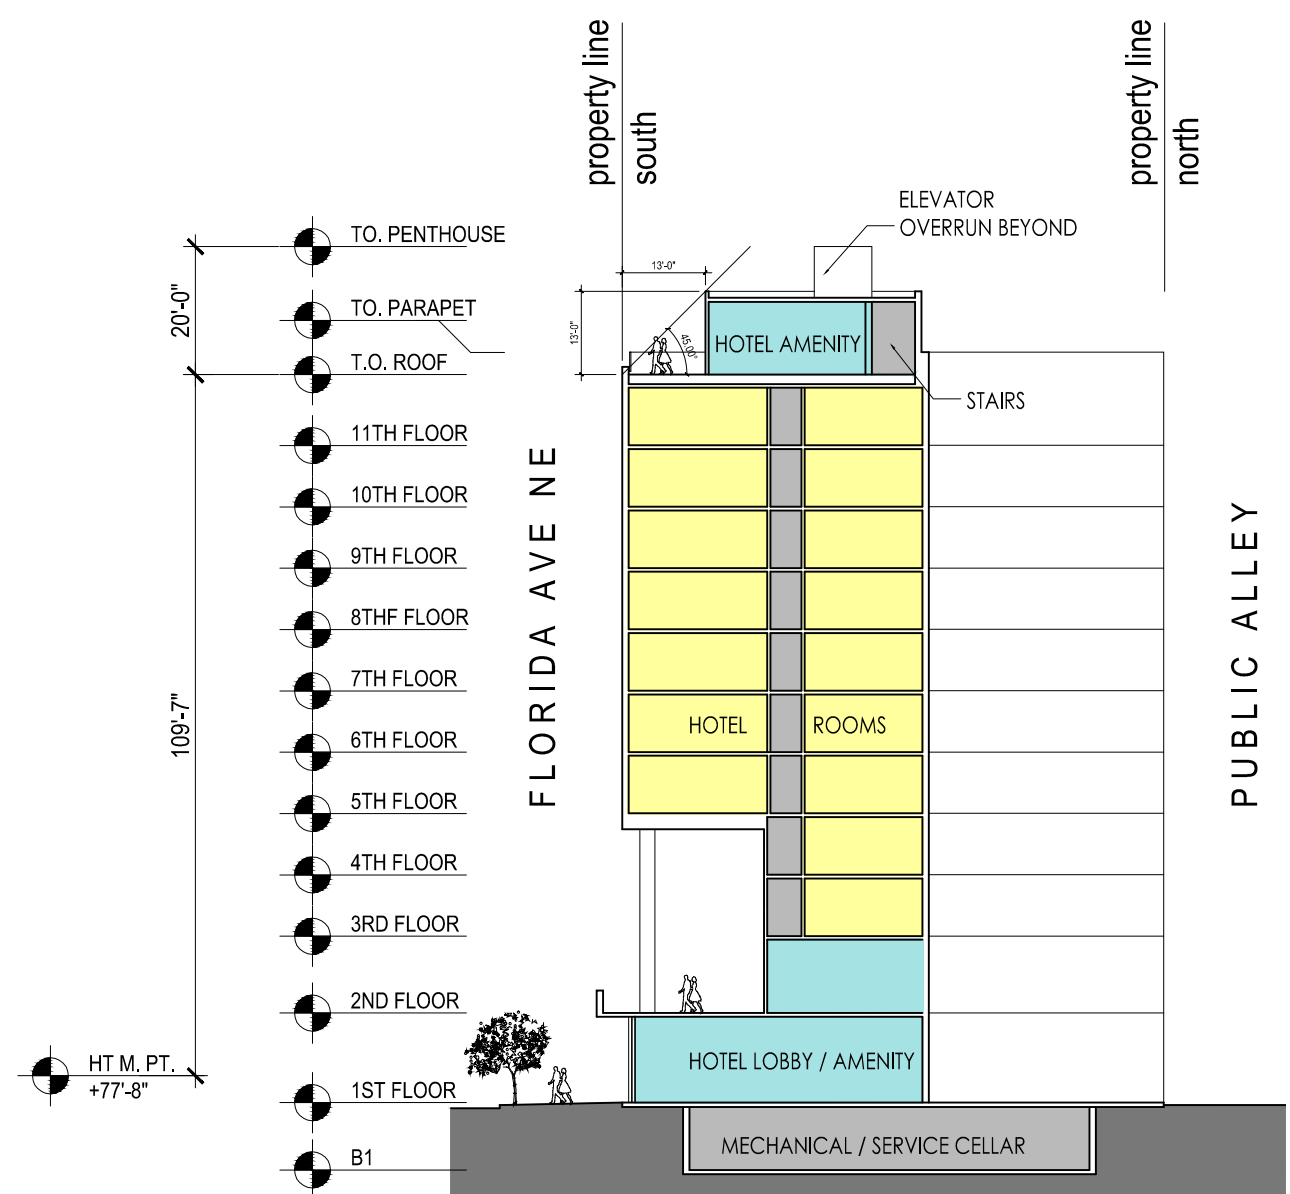 property line
south
property line
north
ELEVATOR
OVERRUN BEYOND
TO. PENTHOUSE
20'-0"
TO. PARAPET
T.O. ROOF
13'-0"
13'-0"
45.00°
HOTEL AMENITY
STAIRS
11TH FLOOR
10TH FLOOR
9TH FLOOR
8THF FLOOR
7TH FLOOR
6TH FLOOR
5TH FLOOR
4TH FLOOR
3RD FLOOR
2ND FLOOR
1ST FLOOR
B1
109'-7"
HT M. PT.
+77'-8"
FLORIDA AVE NE
HOTEL ROOMS
PUBLIC ALLEY
HOTEL LOBBY / AMENITY
MECHANICAL / SERVICE CELLAR